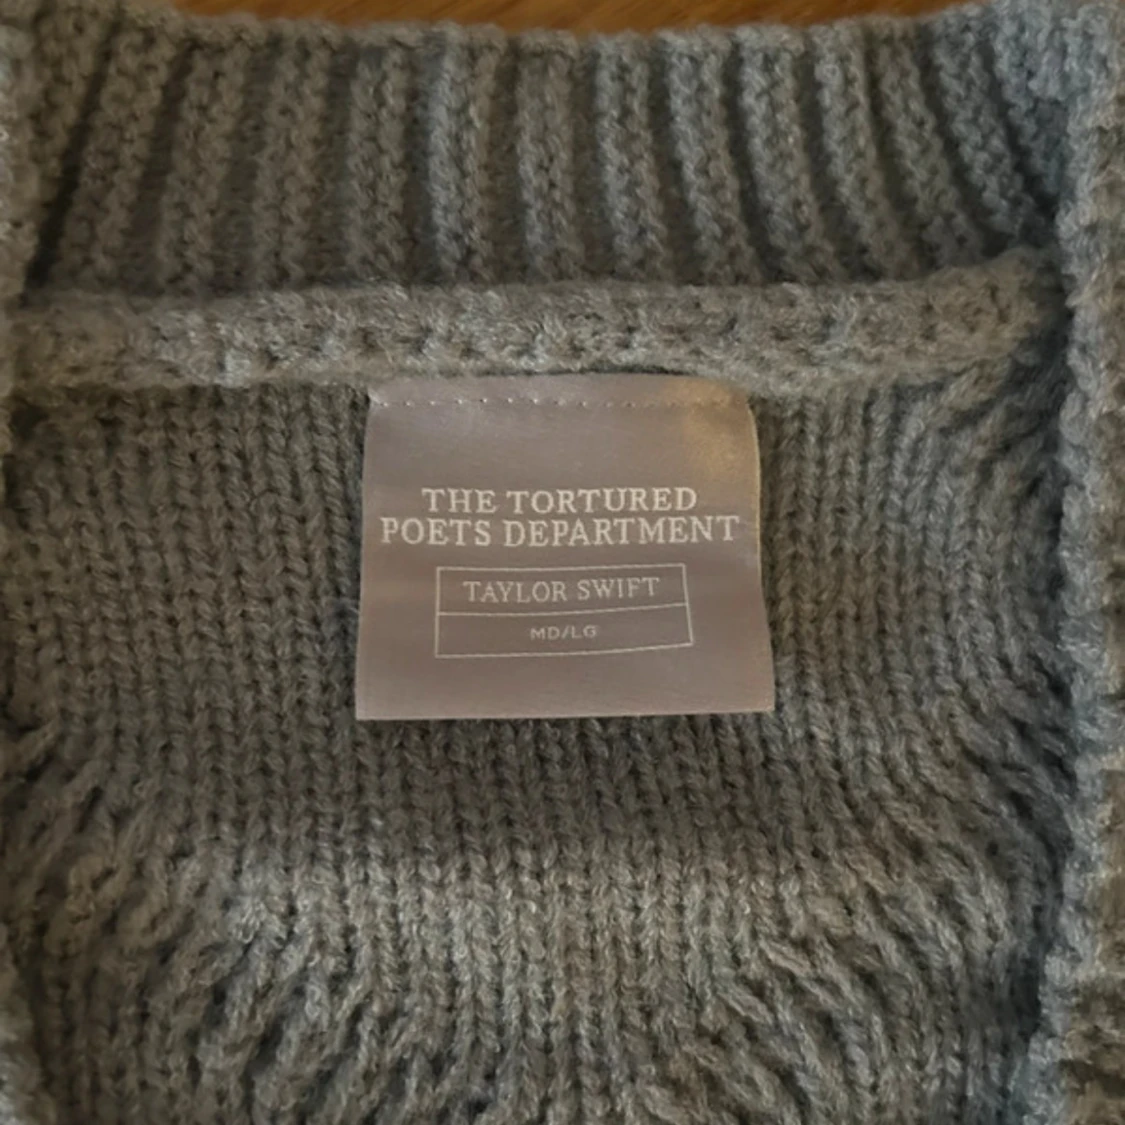 THE TORTURED
POETS DEPARTMENT
TAYLOR SWIFT
MD/LG